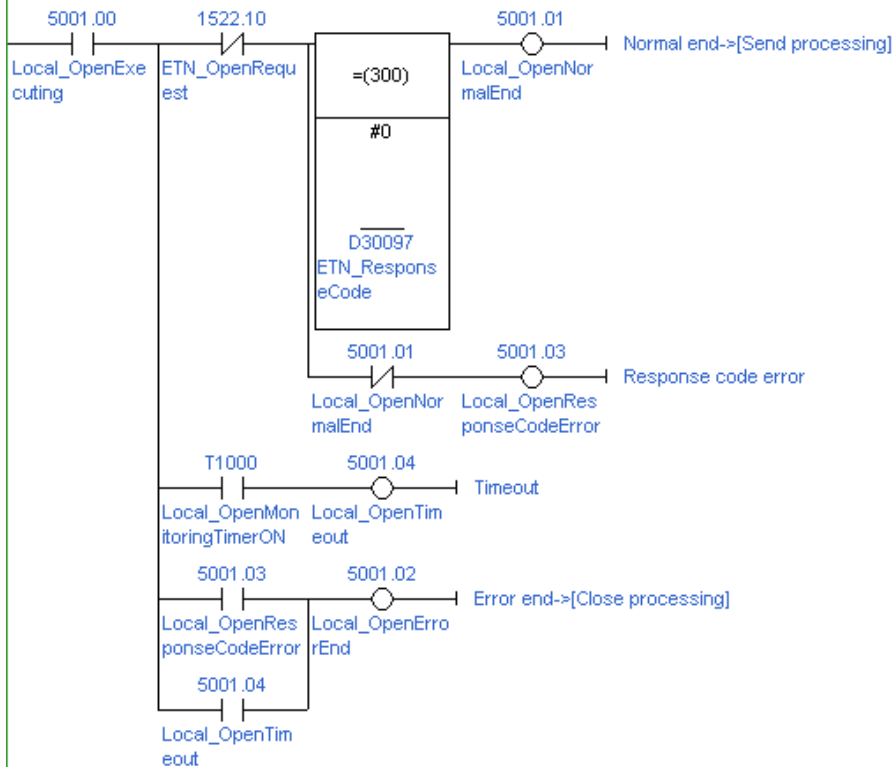 5001.00 1522.10 5001.01
Local_OpenExe
cuting
ETN_OpenRequ
est
=(300)
#0
D30097
ETN_Respons
eCode
Local_OpenNor
malEnd
Normal end->[Send processing]
5001.01 5001.03
Local_OpenNor
malEnd
Local_OpenRes
ponseCodeError
Response code error
T1000 5001.04
Local_OpenMon
itoringTimerON
Local_OpenTim
eout
Timeout
5001.03 5001.02
Local_OpenRes
ponseCodeError
Local_OpenErro
rEnd
Error end->[Close processing]
5001.04
Local_OpenTim
eout